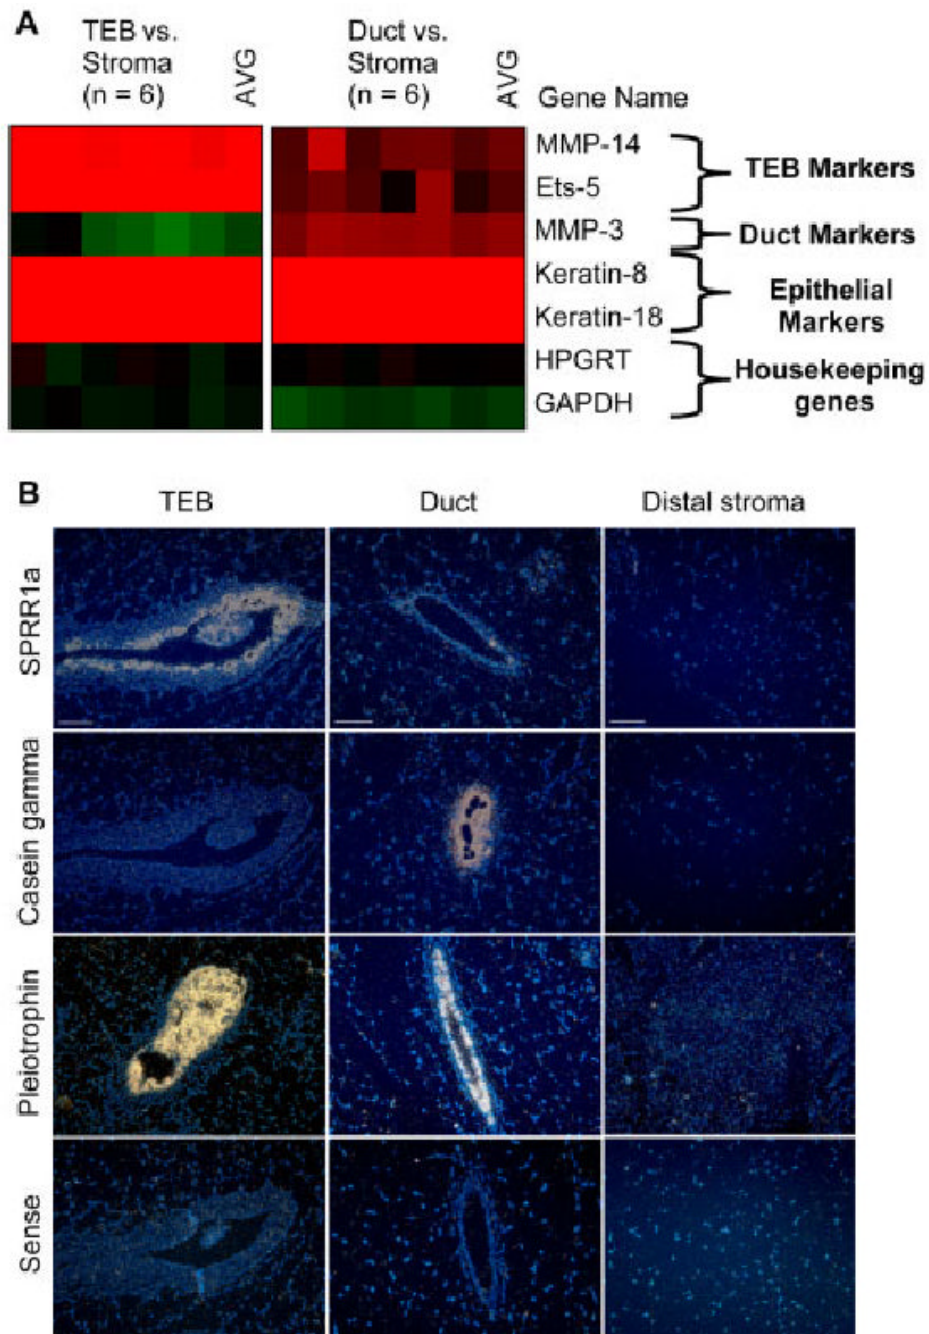 A
TEB vs.
Stroma
(n = 6)
AVG
Duct vs.
Stroma
(n = 6)
AVG
Gene Name
MMP-14
Ets-5
MMP-3
Keratin-8
Keratin-18
HPGRT
GAPDH
TEB Markers
Duct Markers
Epithelial
Markers
Housekeeping
genes
B
TEB
Duct
Distal stroma
SPRR1a
Casein gamma
Pleiotrophin
Sense